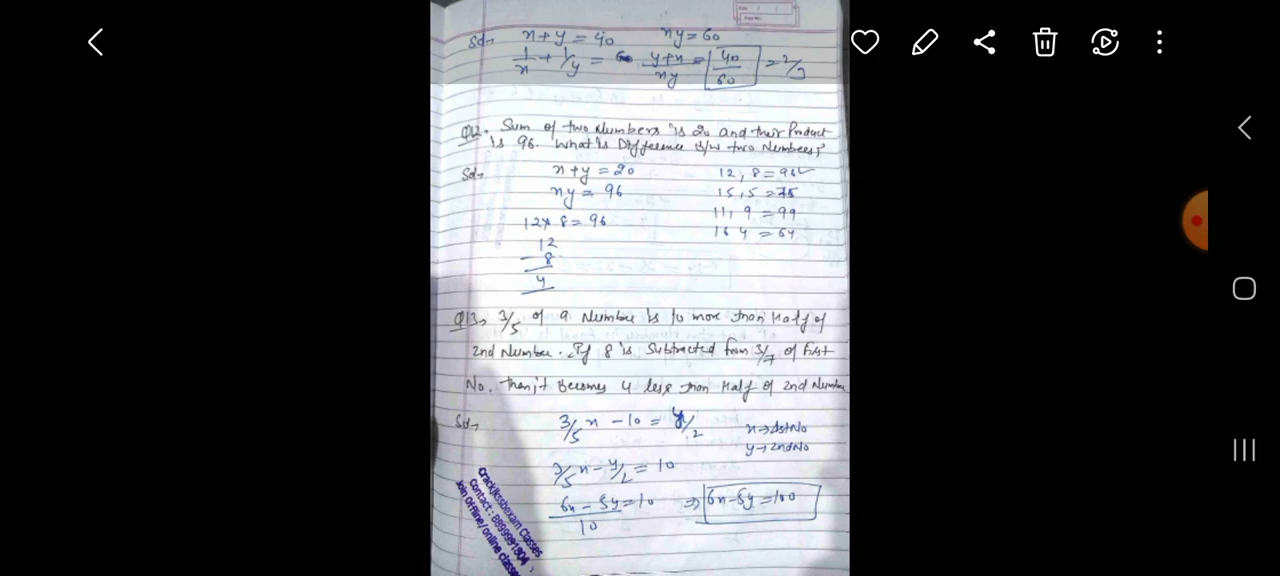 Sol→ x+y = 40 xy = 60
1/x + 1/y = y+x/xy = 40/60 = 2/3
Q12. Sum of two Numbers is 20 and their Product
is 96. What is Difference b/w two Numbers?
Sol→ x+y = 20 12, 8 = 96✓
xy = 96 15, 5 = 75
12× 8 = 96 11, 9 = 99
12 16 4 = 64
- 8
4
Q13→ 3/5 of a Number is 10 more than Half of
2nd Number. If 8 is Subtracted from 3/7 of first
No. then it becomes 4 less than Half of 2nd Number
Sol→ 3/5 x - 10 = y/2 x→1stNo
y→2ndNo
3/5 x - y/2 = 10
6x - 5y/10 = 10 ⇒ 6x-5y = 100
Crackjkssbexam Classes
Contact: 8899991804
Join Offline/online classes